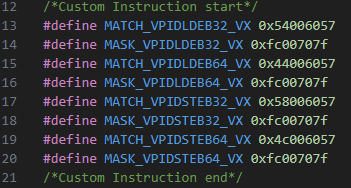 12 /*Custom Instruction start*/
13 #define MATCH_VPIDLDEB32_VX 0x54006057
14 #define MASK_VPIDLDEB32_VX 0xfc00707f
15 #define MATCH_VPIDLDEB64_VX 0x44006057
16 #define MASK_VPIDLDEB64_VX 0xfc00707f
17 #define MATCH_VPIDSTEB32_VX 0x58006057
18 #define MASK_VPIDSTEB32_VX 0xfc00707f
19 #define MATCH_VPIDSTEB64_VX 0x4c006057
20 #define MASK_VPIDSTEB64_VX 0xfc00707f
21 /*Custom Instruction end*/